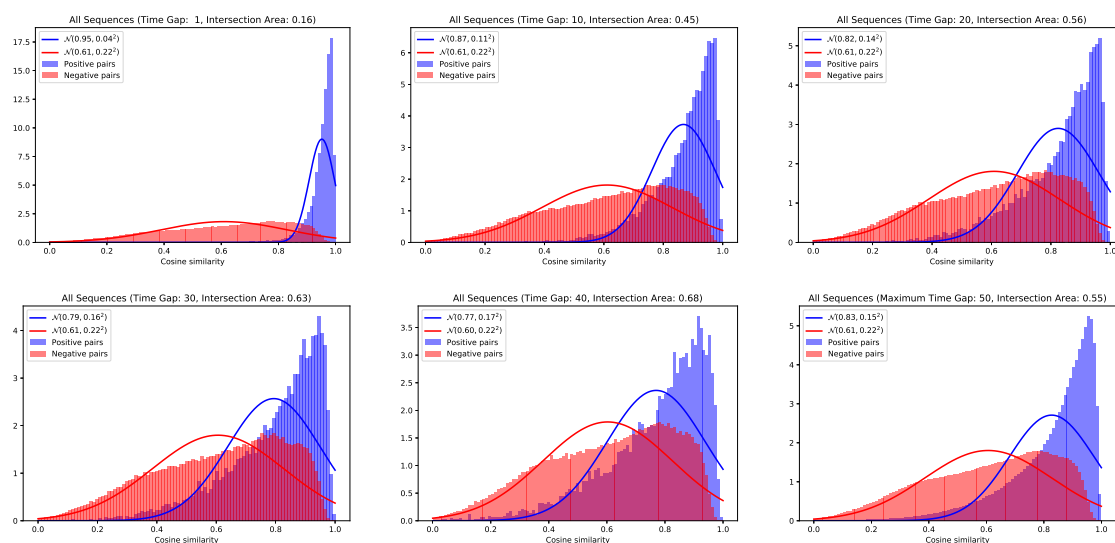 All Sequences (Time Gap: 1, Intersection Area: 0.16)
𝒩(0.95, 0.04²)
𝒩(0.61, 0.22²)
Positive pairs
Negative pairs
17.5
15.0
12.5
10.0
7.5
5.0
2.5
0.0
0.0 0.2 0.4 0.6 0.8 1.0
Cosine similarity
All Sequences (Time Gap: 10, Intersection Area: 0.45)
𝒩(0.87, 0.11²)
𝒩(0.61, 0.22²)
Positive pairs
Negative pairs
6
5
4
3
2
1
0
0.0 0.2 0.4 0.6 0.8 1.0
Cosine similarity
All Sequences (Time Gap: 20, Intersection Area: 0.56)
𝒩(0.82, 0.14²)
𝒩(0.61, 0.22²)
Positive pairs
Negative pairs
5
4
3
2
1
0
0.0 0.2 0.4 0.6 0.8 1.0
Cosine similarity
All Sequences (Time Gap: 30, Intersection Area: 0.63)
𝒩(0.79, 0.16²)
𝒩(0.61, 0.22²)
Positive pairs
Negative pairs
4
3
2
1
0
0.0 0.2 0.4 0.6 0.8 1.0
Cosine similarity
All Sequences (Time Gap: 40, Intersection Area: 0.68)
𝒩(0.77, 0.17²)
𝒩(0.60, 0.22²)
Positive pairs
Negative pairs
3.5
3.0
2.5
2.0
1.5
1.0
0.5
0.0
0.0 0.2 0.4 0.6 0.8 1.0
Cosine similarity
All Sequences (Maximum Time Gap: 50, Intersection Area: 0.55)
𝒩(0.83, 0.15²)
𝒩(0.61, 0.22²)
Positive pairs
Negative pairs
5
4
3
2
1
0
0.0 0.2 0.4 0.6 0.8 1.0
Cosine similarity